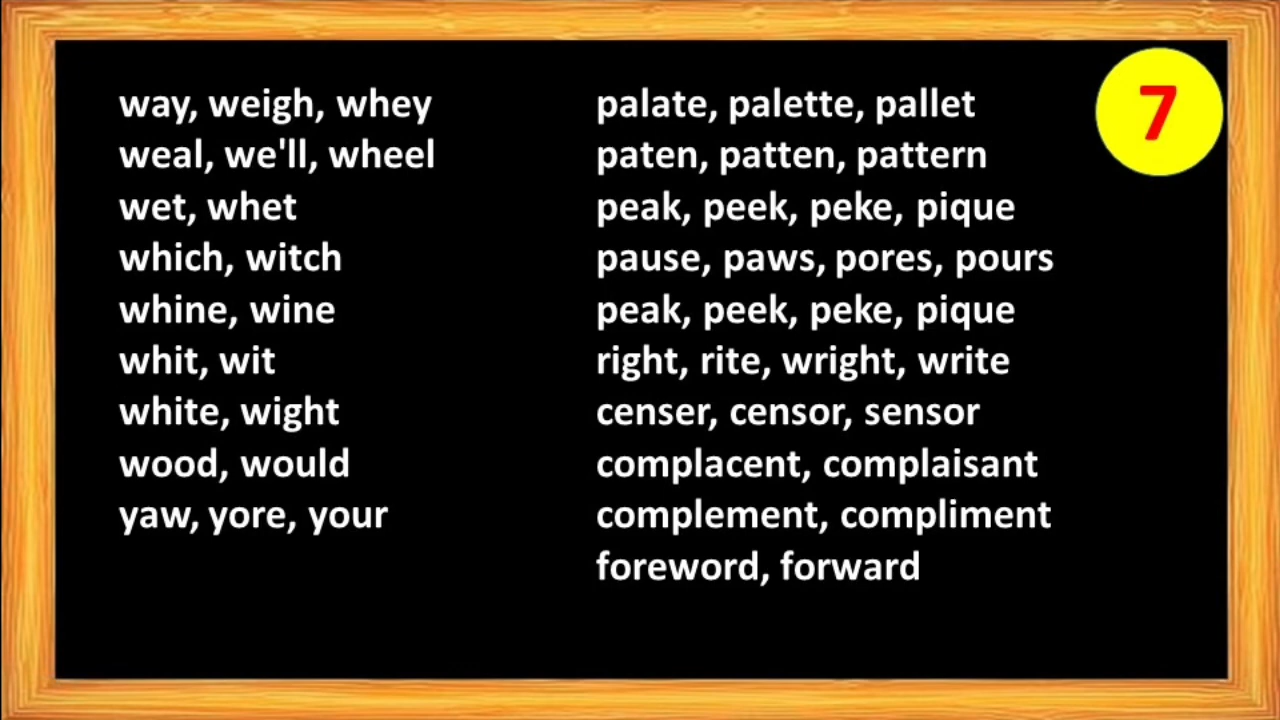 way, weigh, whey
weal, we'll, wheel
wet, whet
which, witch
whine, wine
whit, wit
white, wight
wood, would
yaw, yore, your
palate, palette, pallet
paten, patten, pattern
peak, peek, peke, pique
pause, paws, pores, pours
peak, peek, peke, pique
right, rite, wright, write
censer, censor, sensor
complacent, complaisant
complement, compliment
foreword, forward
7